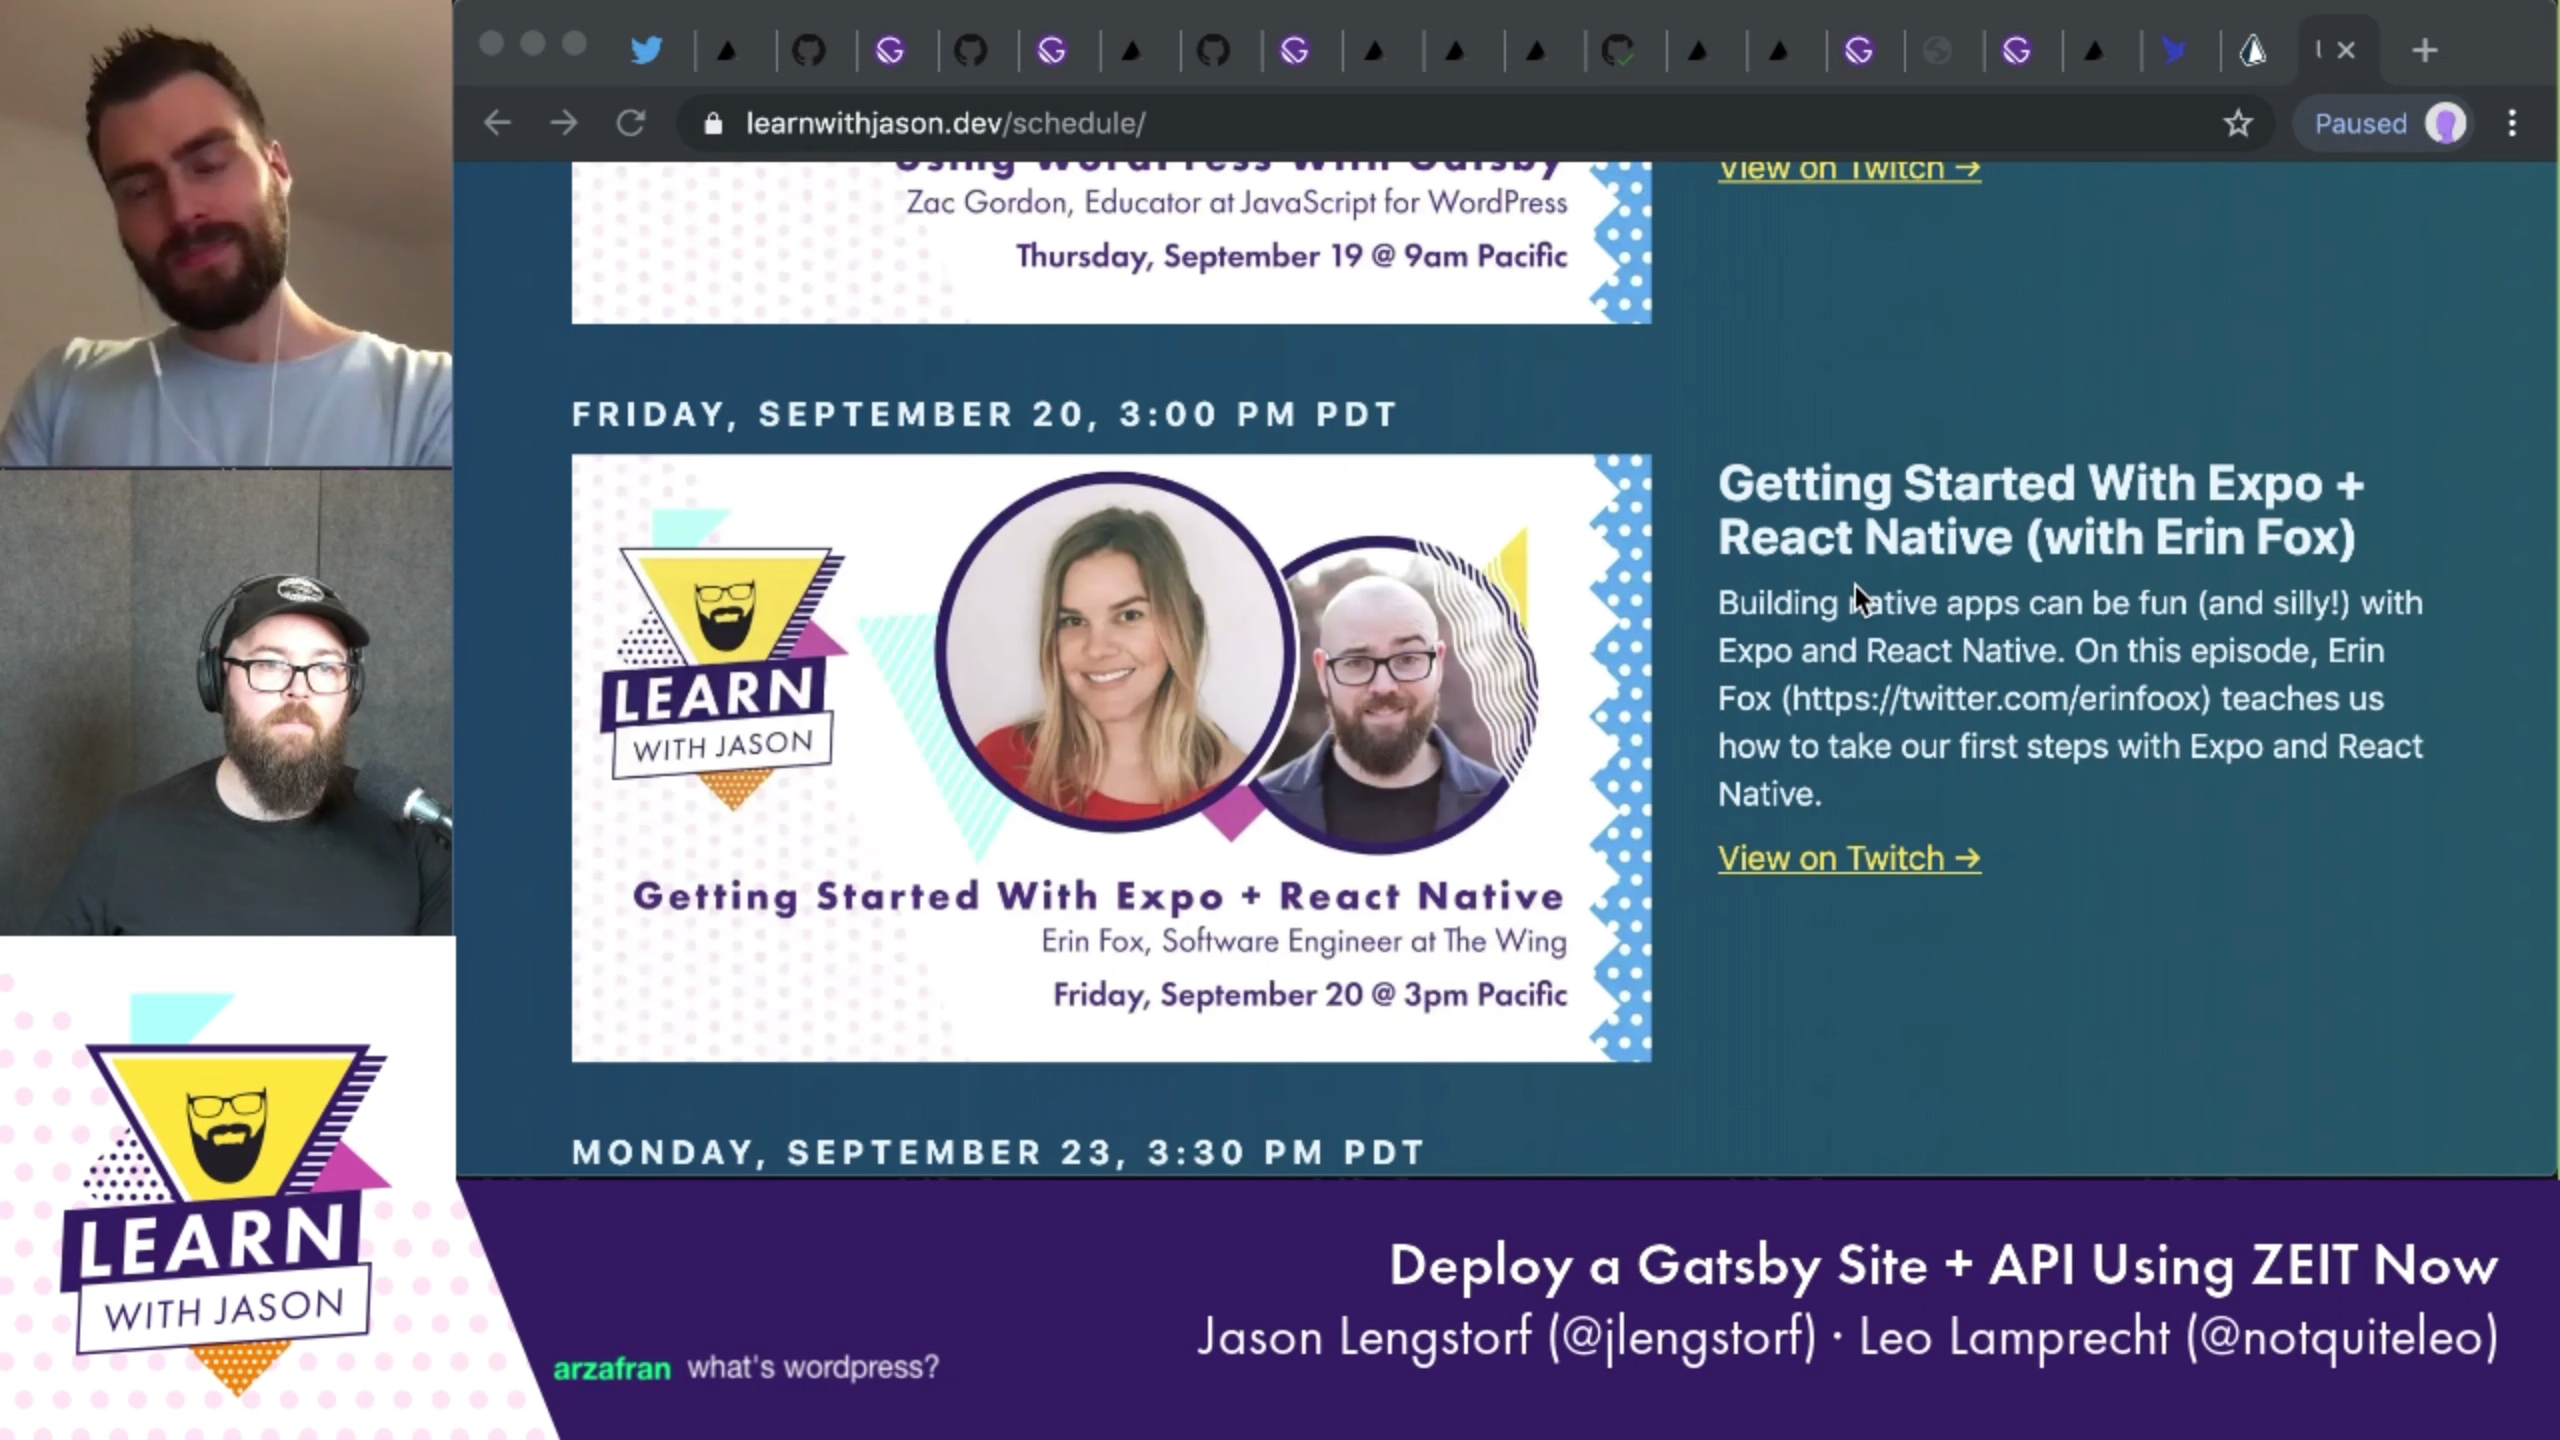 learnwithjason.dev/schedule/
Paused
Using WordPress With Gatsby
Zac Gordon, Educator at JavaScript for WordPress
Thursday, September 19 @ 9am Pacific
View on Twitch →
FRIDAY, SEPTEMBER 20, 3:00 PM PDT
LEARN
WITH JASON
Getting Started With Expo + React Native
Erin Fox, Software Engineer at The Wing
Friday, September 20 @ 3pm Pacific
Getting Started With Expo +
React Native (with Erin Fox)
Building native apps can be fun (and silly!) with
Expo and React Native. On this episode, Erin
Fox (https://twitter.com/erinfoox) teaches us
how to take our first steps with Expo and React
Native.
View on Twitch →
MONDAY, SEPTEMBER 23, 3:30 PM PDT
LEARN
WITH JASON
Deploy a Gatsby Site + API Using ZEIT Now
Jason Lengstorf (@jlengstorf) · Leo Lamprecht (@notquiteleo)
arzafran what's wordpress?